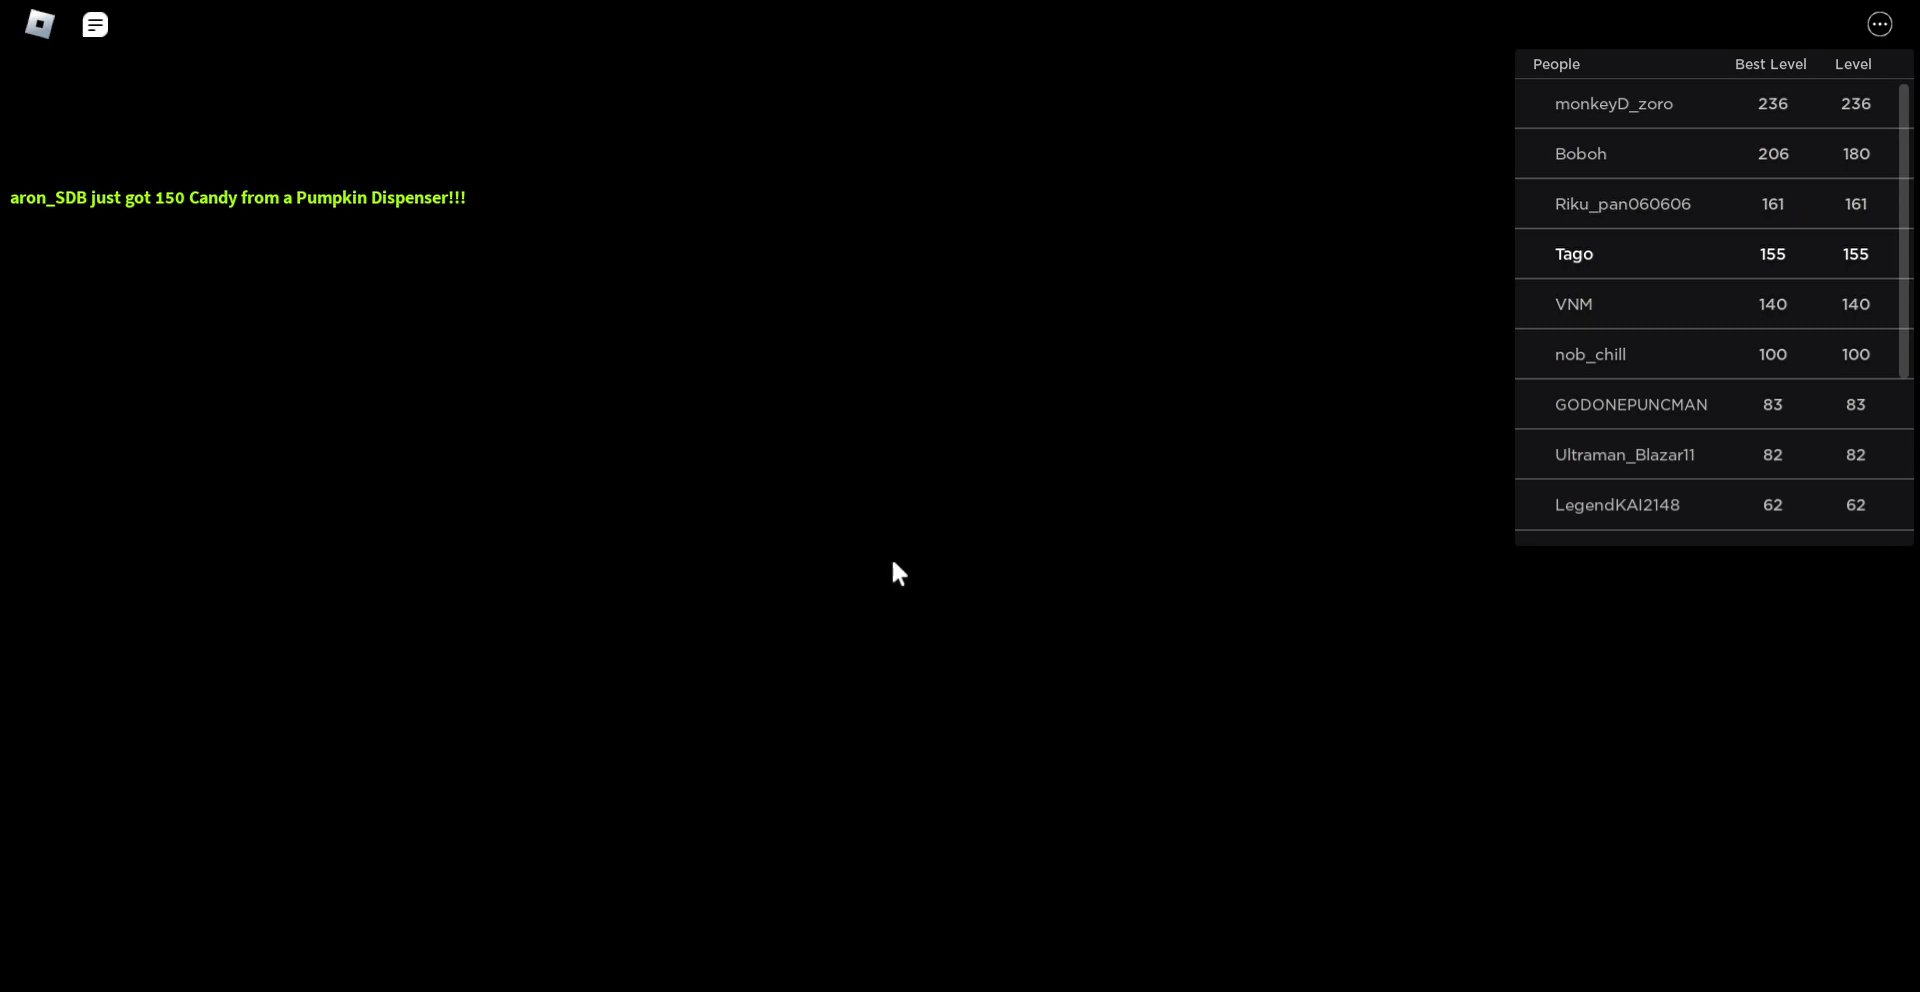 People Best Level Level
monkeyD_zoro 236 236
Boboh 206 180
aron_SDB just got 150 Candy from a Pumpkin Dispenser!!!
Riku_pan060606 161 161
Tago 155 155
VNM 140 140
nob_chill 100 100
GODONEPUNCMAN 83 83
Ultraman_Blazar11 82 82
LegendKAI2148 62 62